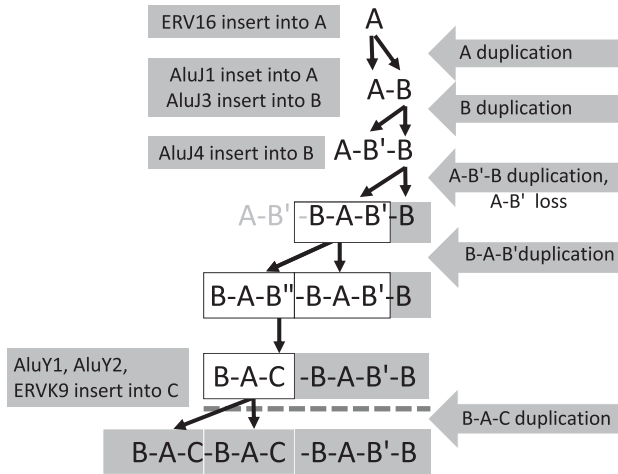 ERV16 insert into A
A
A duplication
AluJ1 inset into A
AluJ3 insert into B
A-B
B duplication
AluJ4 insert into B
A-B'-B
A-B'-B duplication,
A-B' loss
A-B' -B-A-B'-B
B-A-B'duplication
B-A-B"-B-A-B'-B
AluY1, AluY2,
ERVK9 insert into C
B-A-C -B-A-B'-B
B-A-C duplication
B-A-C-B-A-C -B-A-B'-B